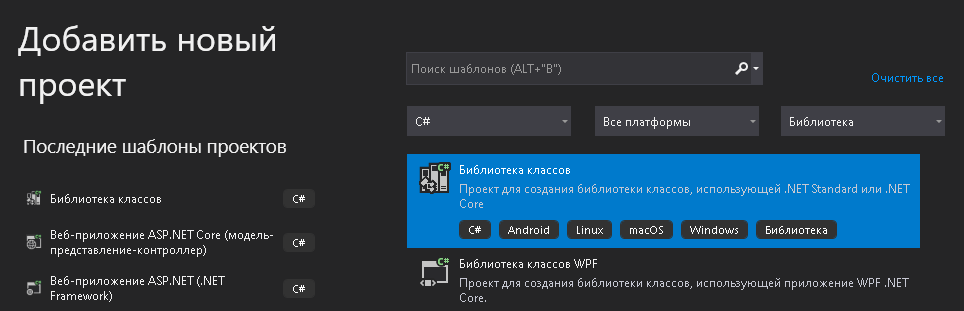 Добавить новый
проект
Последние шаблоны проектов
Библиотека классов C#
Веб-приложение ASP.NET Core (модель-
представление-контроллер) C#
Веб-приложение ASP.NET (.NET
Framework) C#
Поиск шаблонов (ALT+"B")
Очистить все
C# Все платформы Библиотека
Библиотека классов
Проект для создания библиотеки классов, использующей .NET Standard или .NET
Core
C# Android Linux macOS Windows Библиотека
Библиотека классов WPF
Проект для создания библиотеки классов, использующей приложение WPF .NET
Core.